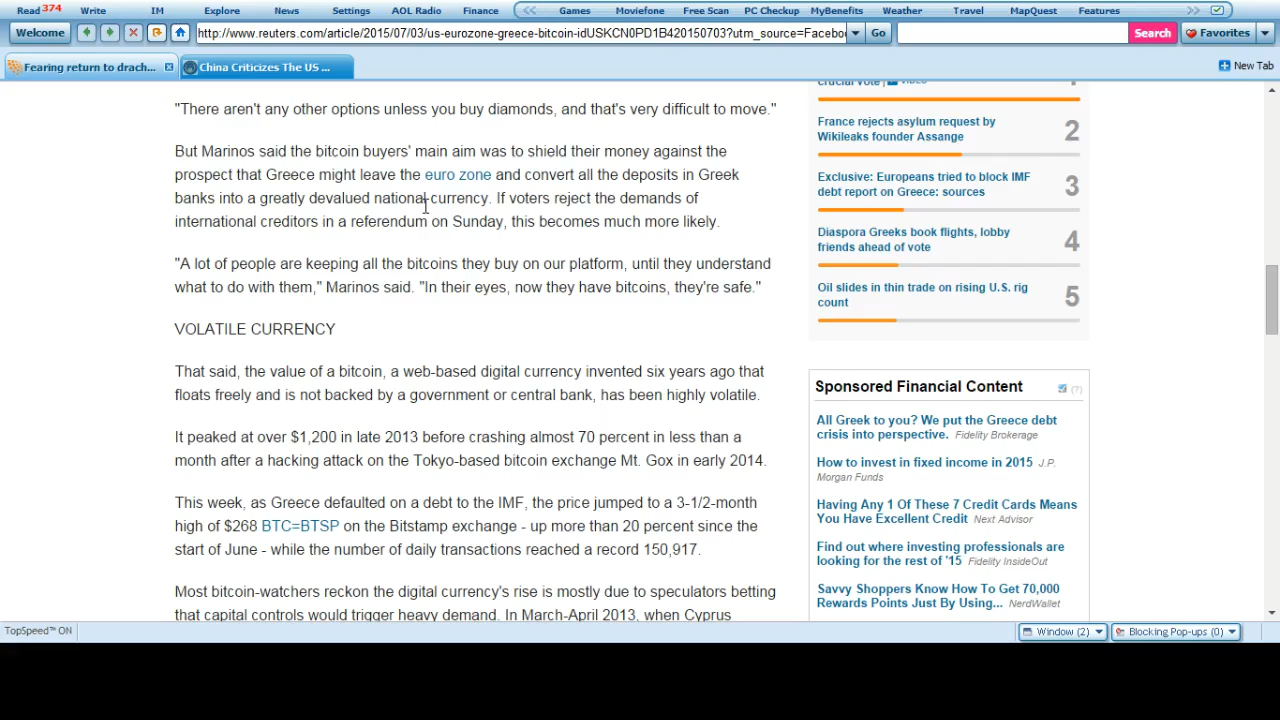 Read 374 Write IM Explore News Settings AOL Radio Finance Games Moviefone Free Scan PC Checkup MyBenefits Weather Travel MapQuest Features
Welcome http://www.reuters.com/article/2015/07/03/us-eurozone-greece-bitcoin-idUSKCN0PD1B420150703?utm_source=Facebo Go Search Favorites
Fearing return to drach... China Criticizes The US ... New Tab
"There aren't any other options unless you buy diamonds, and that's very difficult to move."
But Marinos said the bitcoin buyers' main aim was to shield their money against the
prospect that Greece might leave the euro zone and convert all the deposits in Greek
banks into a greatly devalued national currency. If voters reject the demands of
international creditors in a referendum on Sunday, this becomes much more likely.
"A lot of people are keeping all the bitcoins they buy on our platform, until they understand
what to do with them," Marinos said. "In their eyes, now they have bitcoins, they're safe."
VOLATILE CURRENCY
That said, the value of a bitcoin, a web-based digital currency invented six years ago that
floats freely and is not backed by a government or central bank, has been highly volatile.
It peaked at over $1,200 in late 2013 before crashing almost 70 percent in less than a
month after a hacking attack on the Tokyo-based bitcoin exchange Mt. Gox in early 2014.
This week, as Greece defaulted on a debt to the IMF, the price jumped to a 3-1/2-month
high of $268 BTC=BTSP on the Bitstamp exchange - up more than 20 percent since the
start of June - while the number of daily transactions reached a record 150,917.
Most bitcoin-watchers reckon the digital currency's rise is mostly due to speculators betting
that capital controls would trigger heavy demand. In March-April 2013, when Cyprus
crucial vote | VIDEO
France rejects asylum request by
Wikileaks founder Assange
2
Exclusive: Europeans tried to block IMF
debt report on Greece: sources
3
Diaspora Greeks book flights, lobby
friends ahead of vote
4
Oil slides in thin trade on rising U.S. rig
count
5
Sponsored Financial Content (?)
All Greek to you? We put the Greece debt
crisis into perspective. Fidelity Brokerage
How to invest in fixed income in 2015 J.P.
Morgan Funds
Having Any 1 Of These 7 Credit Cards Means
You Have Excellent Credit Next Advisor
Find out where investing professionals are
looking for the rest of '15 Fidelity InsideOut
Savvy Shoppers Know How To Get 70,000
Rewards Points Just By Using... NerdWallet
TopSpeed™ ON Window (2) Blocking Pop-ups (0)